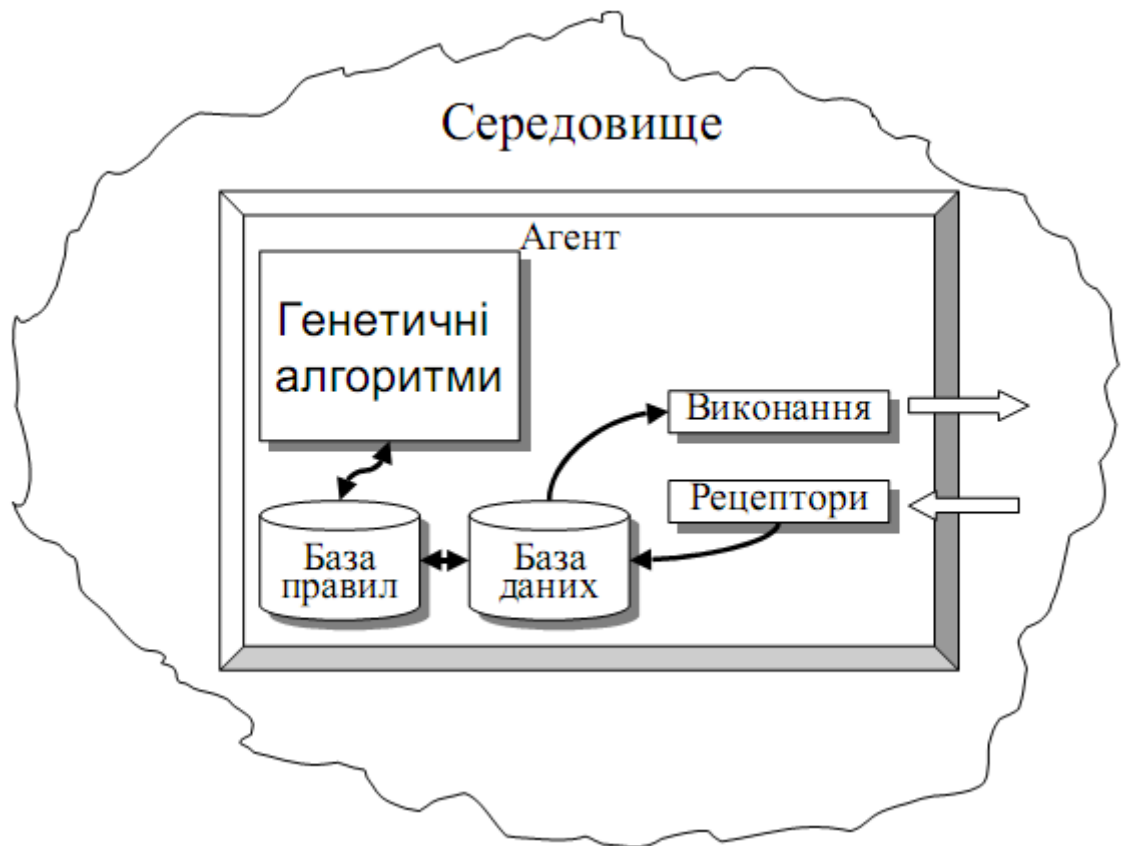 Середовище
Агент
Генетичні
алгоритми
Виконання
Рецептори
База
правил
База
даних